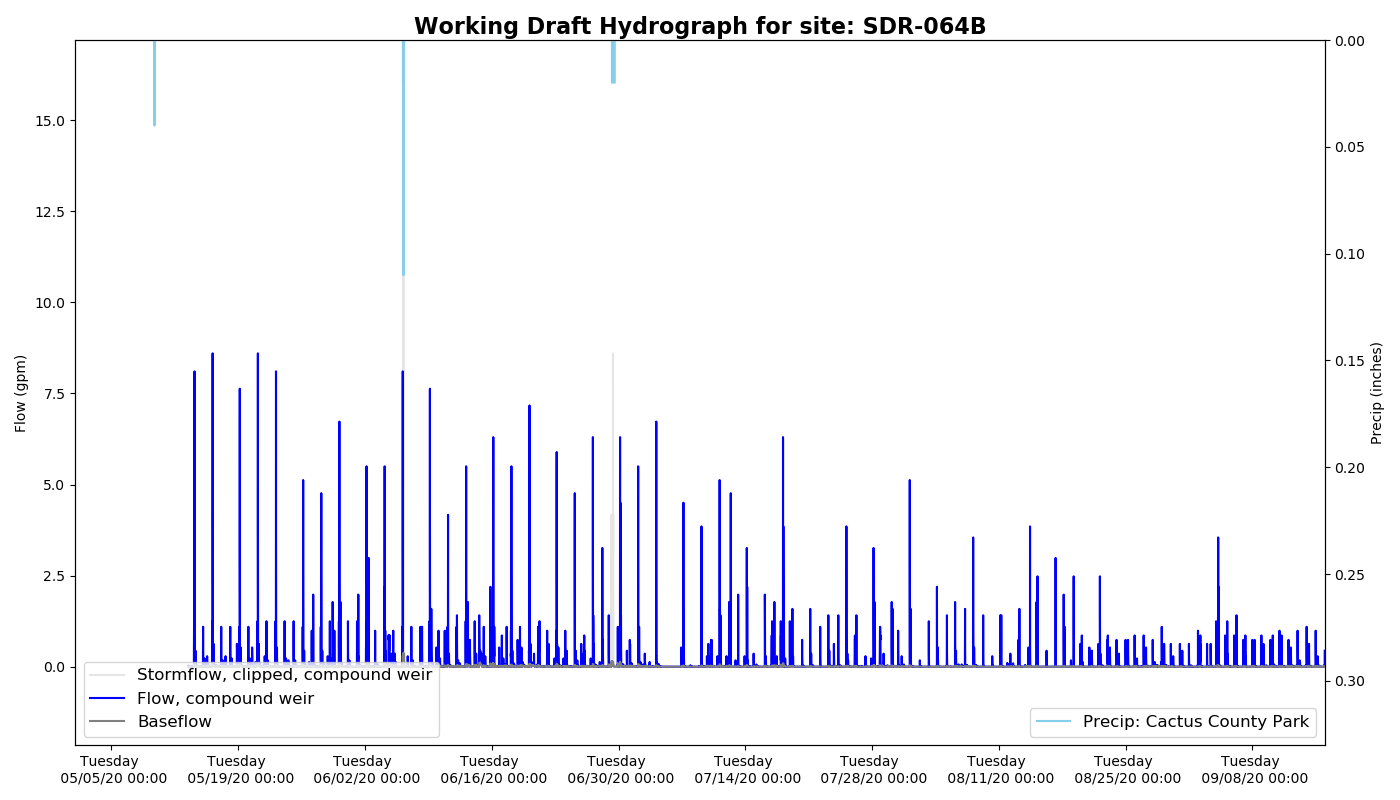 Working Draft Hydrograph for site: SDR-064B
15.0
12.5
10.0
7.5
5.0
2.5
0.0
Flow (gpm)
0.00
0.05
0.10
0.15
0.20
0.25
0.30
Precip (inches)
Stormflow, clipped, compound weir
Flow, compound weir
Baseflow
Precip: Cactus County Park
Tuesday
05/05/20 00:00
Tuesday
05/19/20 00:00
Tuesday
06/02/20 00:00
Tuesday
06/16/20 00:00
Tuesday
06/30/20 00:00
Tuesday
07/14/20 00:00
Tuesday
07/28/20 00:00
Tuesday
08/11/20 00:00
Tuesday
08/25/20 00:00
Tuesday
09/08/20 00:00